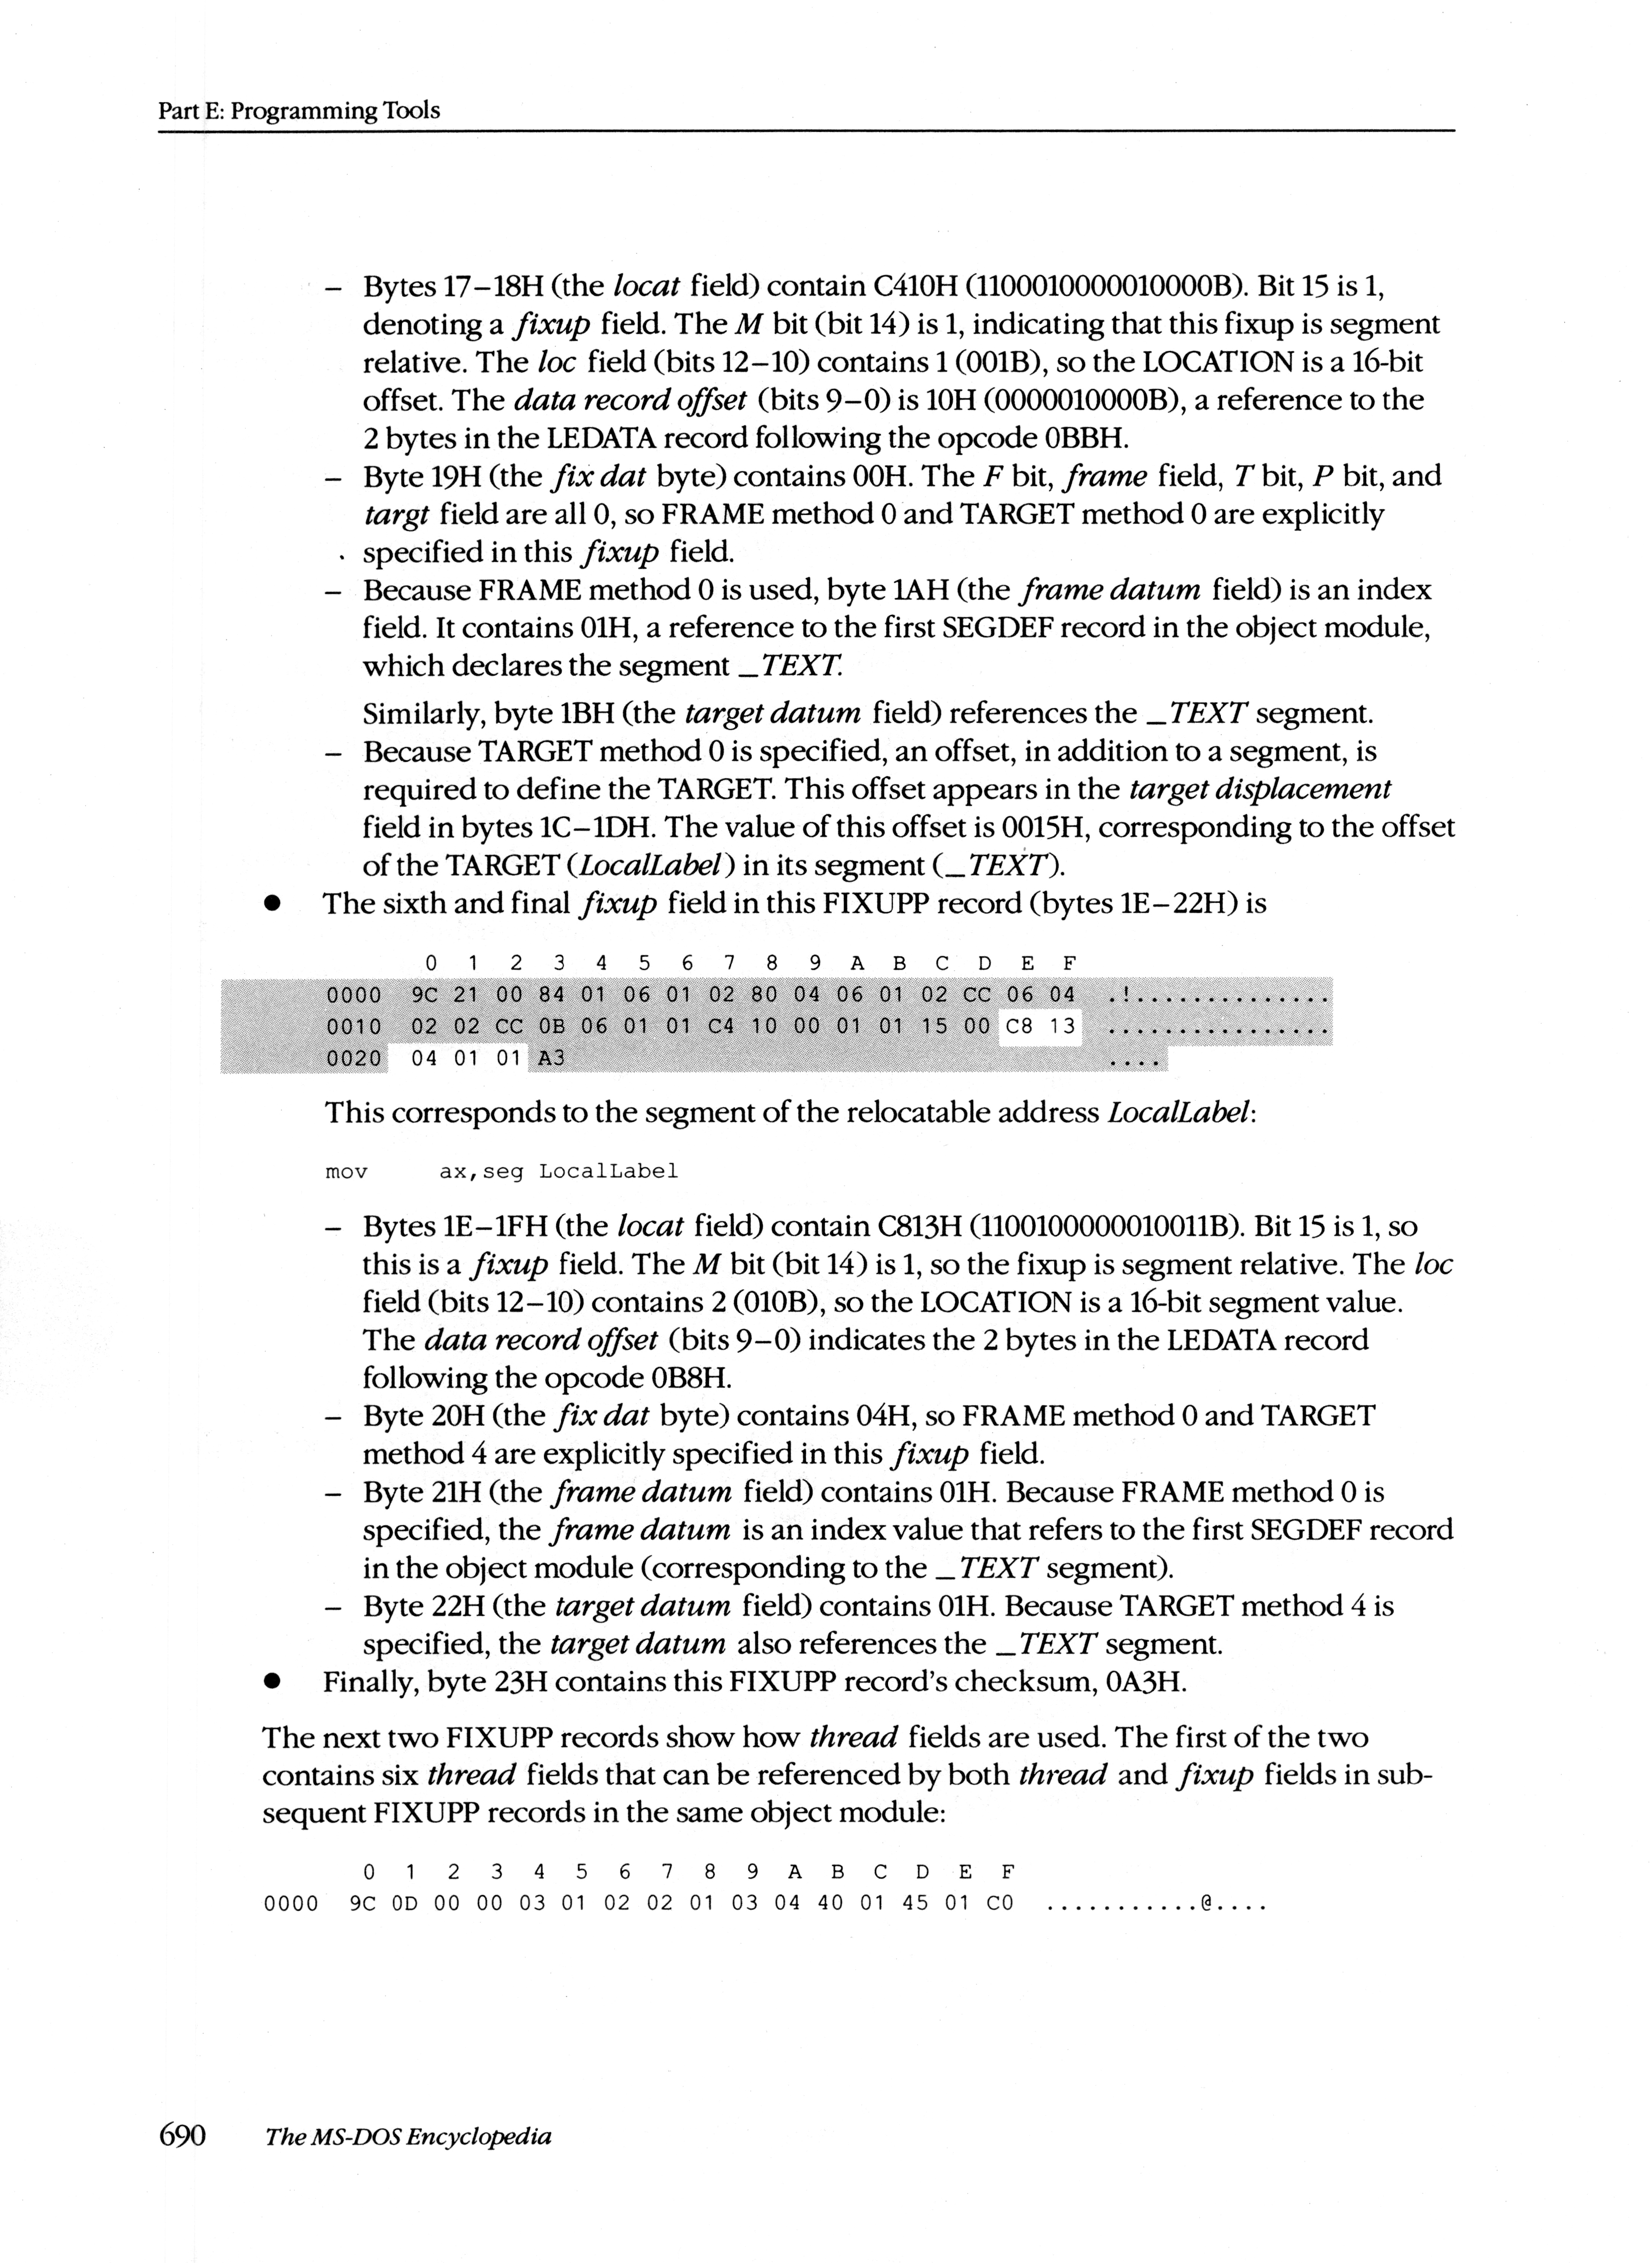 Part E: Programming Tools
– Bytes 17–18H (the locat field) contain C410H (1100010000010000B). Bit 15 is 1,
denoting a fixup field. The M bit (bit 14) is 1, indicating that this fixup is segment
relative. The loc field (bits 12–10) contains 1 (001B), so the LOCATION is a 16-bit
offset. The data record offset (bits 9–0) is 10H (0000010000B), a reference to the
2 bytes in the LEDATA record following the opcode 0BBH.
– Byte 19H (the fix dat byte) contains 00H. The F bit, frame field, T bit, P bit, and
targt field are all 0, so FRAME method 0 and TARGET method 0 are explicitly
specified in this fixup field.
– Because FRAME method 0 is used, byte 1AH (the frame datum field) is an index
field. It contains 01H, a reference to the first SEGDEF record in the object module,
which declares the segment _TEXT.
Similarly, byte 1BH (the target datum field) references the _TEXT segment.
– Because TARGET method 0 is specified, an offset, in addition to a segment, is
required to define the TARGET. This offset appears in the target displacement
field in bytes 1C–1DH. The value of this offset is 0015H, corresponding to the offset
of the TARGET (LocalLabel) in its segment (_TEXT).
● The sixth and final fixup field in this FIXUPP record (bytes 1E–22H) is
0 1 2 3 4 5 6 7 8 9 A B C D E F
0000 9C 21 00 84 01 06 01 02 80 04 06 01 02 CC 06 04 .!..............
0010 02 02 CC 0B 06 01 01 C4 10 00 01 01 15 00 C8 13 ................
0020 04 01 01 A3 ....
This corresponds to the segment of the relocatable address LocalLabel:
mov ax,seg LocalLabel
– Bytes 1E–1FH (the locat field) contain C813H (1100100000010011B). Bit 15 is 1, so
this is a fixup field. The M bit (bit 14) is 1, so the fixup is segment relative. The loc
field (bits 12–10) contains 2 (010B), so the LOCATION is a 16-bit segment value.
The data record offset (bits 9–0) indicates the 2 bytes in the LEDATA record
following the opcode 0B8H.
– Byte 20H (the fix dat byte) contains 04H, so FRAME method 0 and TARGET
method 4 are explicitly specified in this fixup field.
– Byte 21H (the frame datum field) contains 01H. Because FRAME method 0 is
specified, the frame datum is an index value that refers to the first SEGDEF record
in the object module (corresponding to the _TEXT segment).
– Byte 22H (the target datum field) contains 01H. Because TARGET method 4 is
specified, the target datum also references the _TEXT segment.
● Finally, byte 23H contains this FIXUPP record's checksum, 0A3H.
The next two FIXUPP records show how thread fields are used. The first of the two
contains six thread fields that can be referenced by both thread and fixup fields in sub-
sequent FIXUPP records in the same object module:
0 1 2 3 4 5 6 7 8 9 A B C D E F
0000 9C 0D 00 00 03 01 02 02 01 03 04 40 01 45 01 C0 ...........@....
690 The MS-DOS Encyclopedia